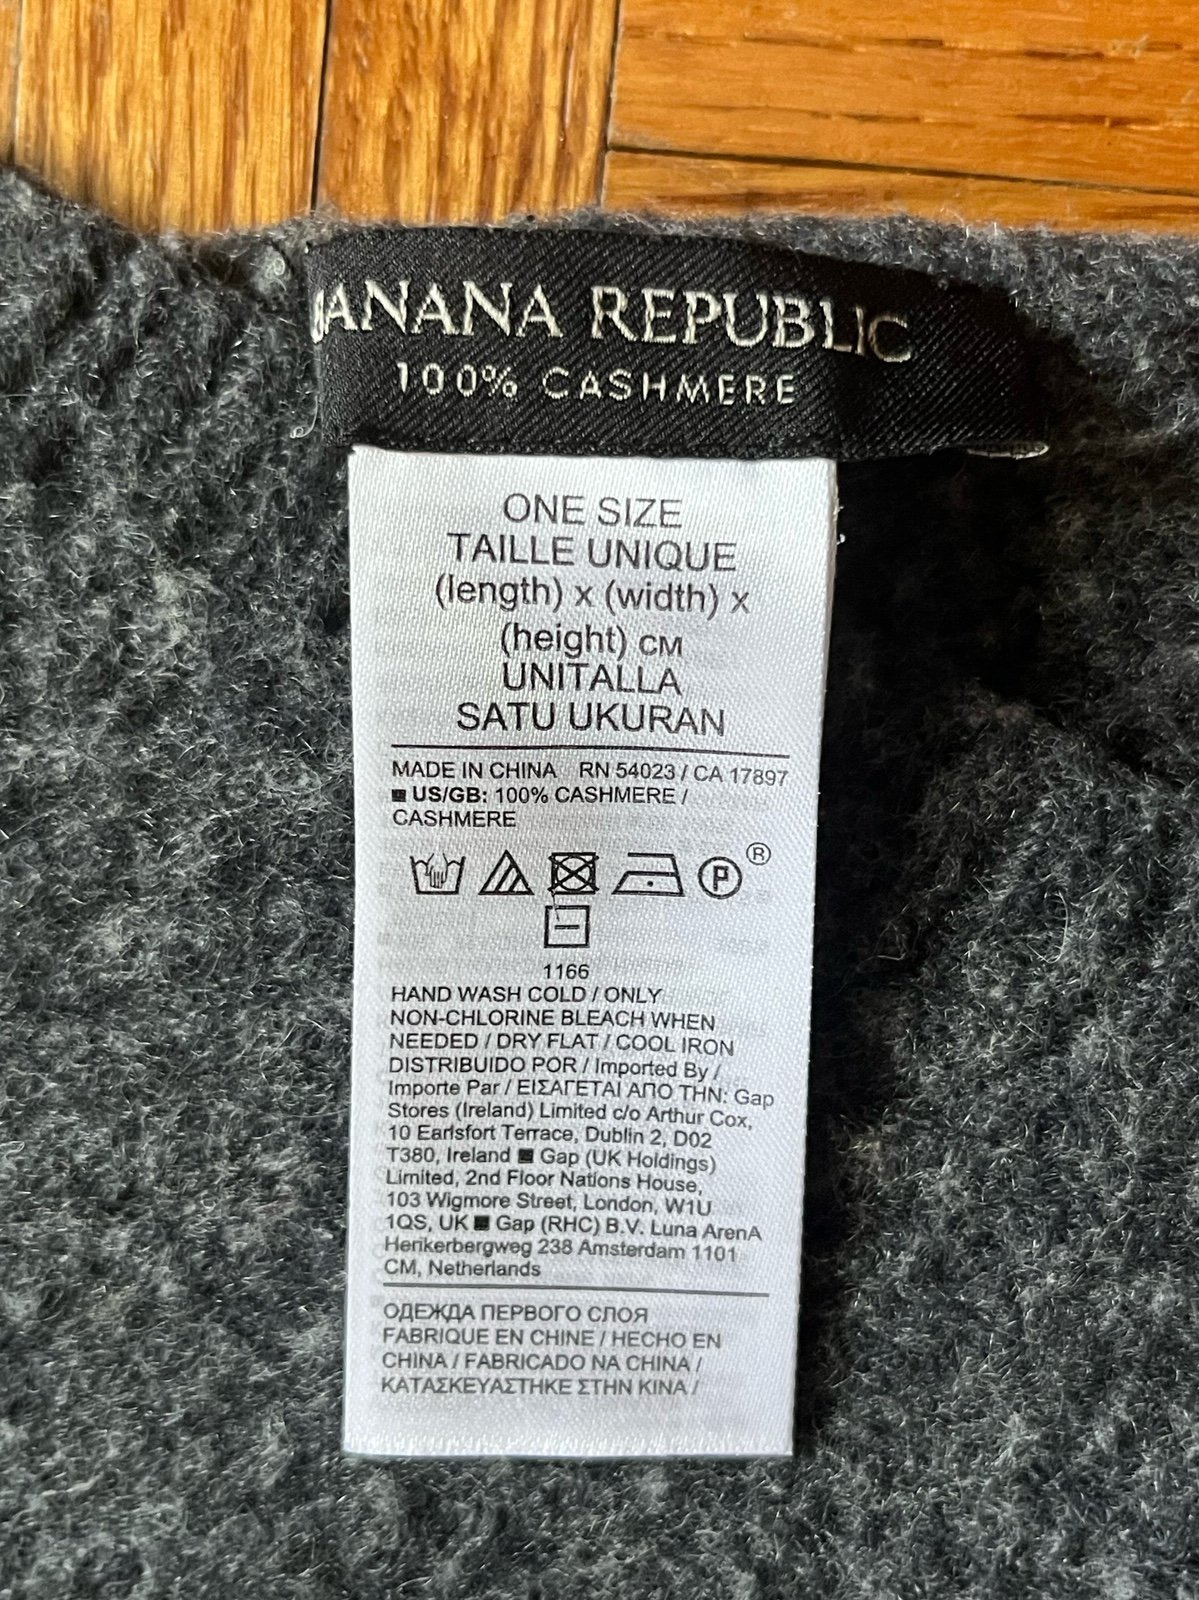 BANANA REPUBLIC
100% CASHMERE
ONE SIZE
TAILLE UNIQUE
(length) x (width) x
(height) CM
UNITALLA
SATU UKURAN
MADE IN CHINA RN 54023 / CA 17897
■ US/GB: 100% CASHMERE /
CASHMERE
P ®
1166
HAND WASH COLD / ONLY
NON-CHLORINE BLEACH WHEN
NEEDED / DRY FLAT / COOL IRON
DISTRIBUIDO POR / Imported By /
Importe Par / ΕΙΣΑΓΕΤΑΙ ΑΠΟ ΤΗΝ: Gap
Stores (Ireland) Limited c/o Arthur Cox,
10 Earlsfort Terrace, Dublin 2, D02
T380, Ireland ■ Gap (UK Holdings)
Limited, 2nd Floor Nations House,
103 Wigmore Street, London, W1U
1QS, UK ■ Gap (RHC) B.V. Luna ArenA
Herikerbergweg 238 Amsterdam 1101
CM, Netherlands
ОДЕЖДА ПЕРВОГО СЛОЯ
FABRIQUE EN CHINE / HECHO EN
CHINA / FABRICADO NA CHINA /
ΚΑΤΑΣΚΕΥΑΣΤΗΚΕ ΣΤΗΝ ΚΙΝΑ /